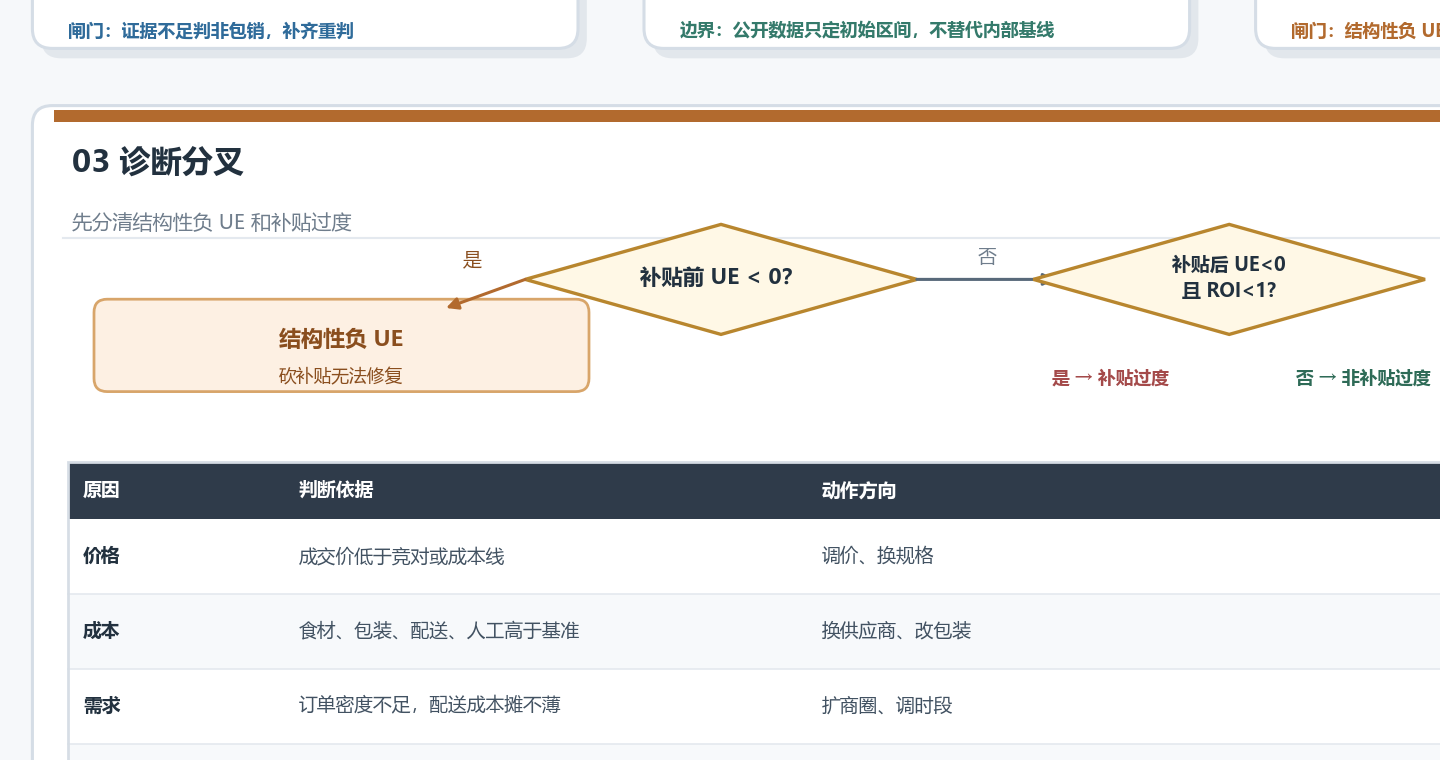 闸门：证据不足判非包销，补齐重判
边界：公开数据只定初始区间，不替代内部基线
闸门：结构性负 UE
03 诊断分叉
先分清结构性负 UE 和补贴过度
是
补贴前 UE < 0?
否
补贴后 UE<0
且 ROI<1?
结构性负 UE
砍补贴无法修复
是 → 补贴过度
否 → 非补贴过度
原因 判断依据 动作方向
价格 成交价低于竞对或成本线 调价、换规格
成本 食材、包装、配送、人工高于基准 换供应商、改包装
需求 订单密度不足，配送成本摊不薄 扩商圈、调时段